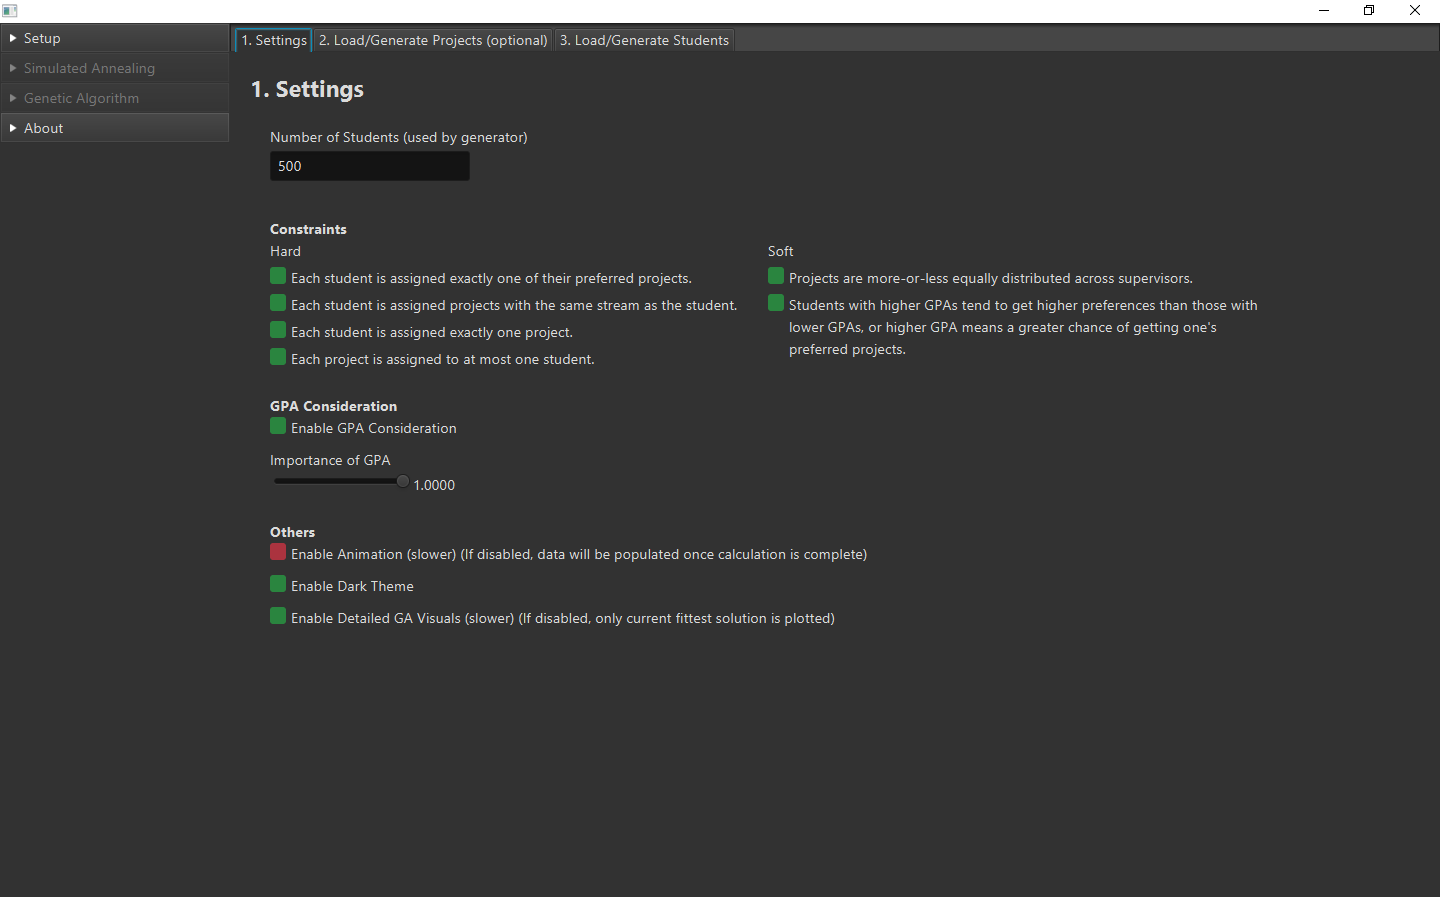 Setup
Simulated Annealing
Genetic Algorithm
About
1. Settings
2. Load/Generate Projects (optional)
3. Load/Generate Students
1. Settings
Number of Students (used by generator)
500
Constraints
Hard
Each student is assigned exactly one of their preferred projects.
Each student is assigned projects with the same stream as the student.
Each student is assigned exactly one project.
Each project is assigned to at most one student.
Soft
Projects are more-or-less equally distributed across supervisors.
Students with higher GPAs tend to get higher preferences than those with
lower GPAs, or higher GPA means a greater chance of getting one's
preferred projects.
GPA Consideration
Enable GPA Consideration
Importance of GPA
1.0000
Others
Enable Animation (slower) (If disabled, data will be populated once calculation is complete)
Enable Dark Theme
Enable Detailed GA Visuals (slower) (If disabled, only current fittest solution is plotted)